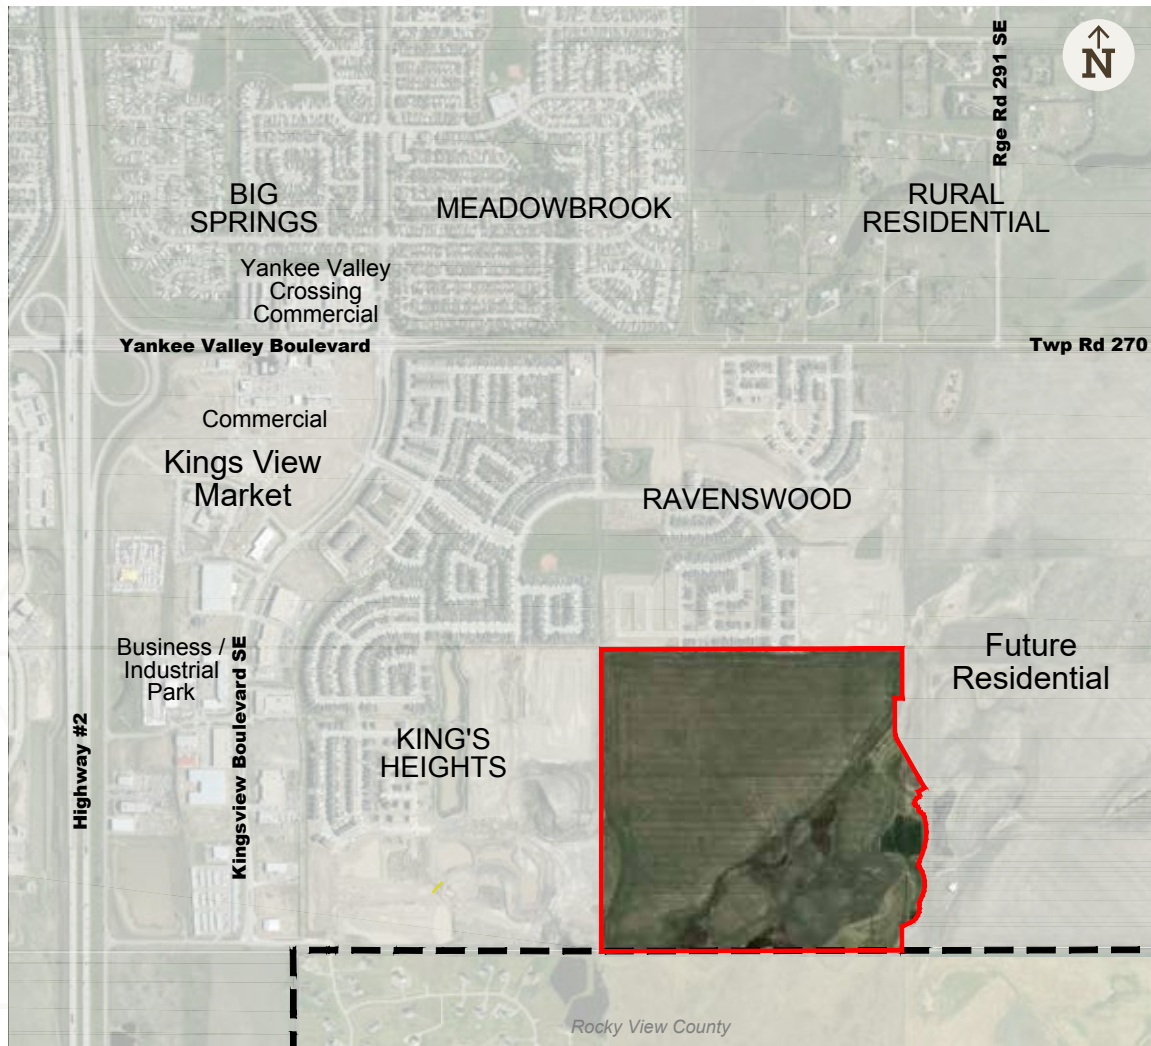 N
Rge Rd 291 SE
BIG
SPRINGS
MEADOWBROOK
RURAL
RESIDENTIAL
Yankee Valley
Crossing
Commercial
Yankee Valley Boulevard
Twp Rd 270
Commercial
Kings View
Market
RAVENSWOOD
Business /
Industrial
Park
Kingsview Boulevard SE
Future
Residential
Highway #2
KING'S
HEIGHTS
Rocky View County